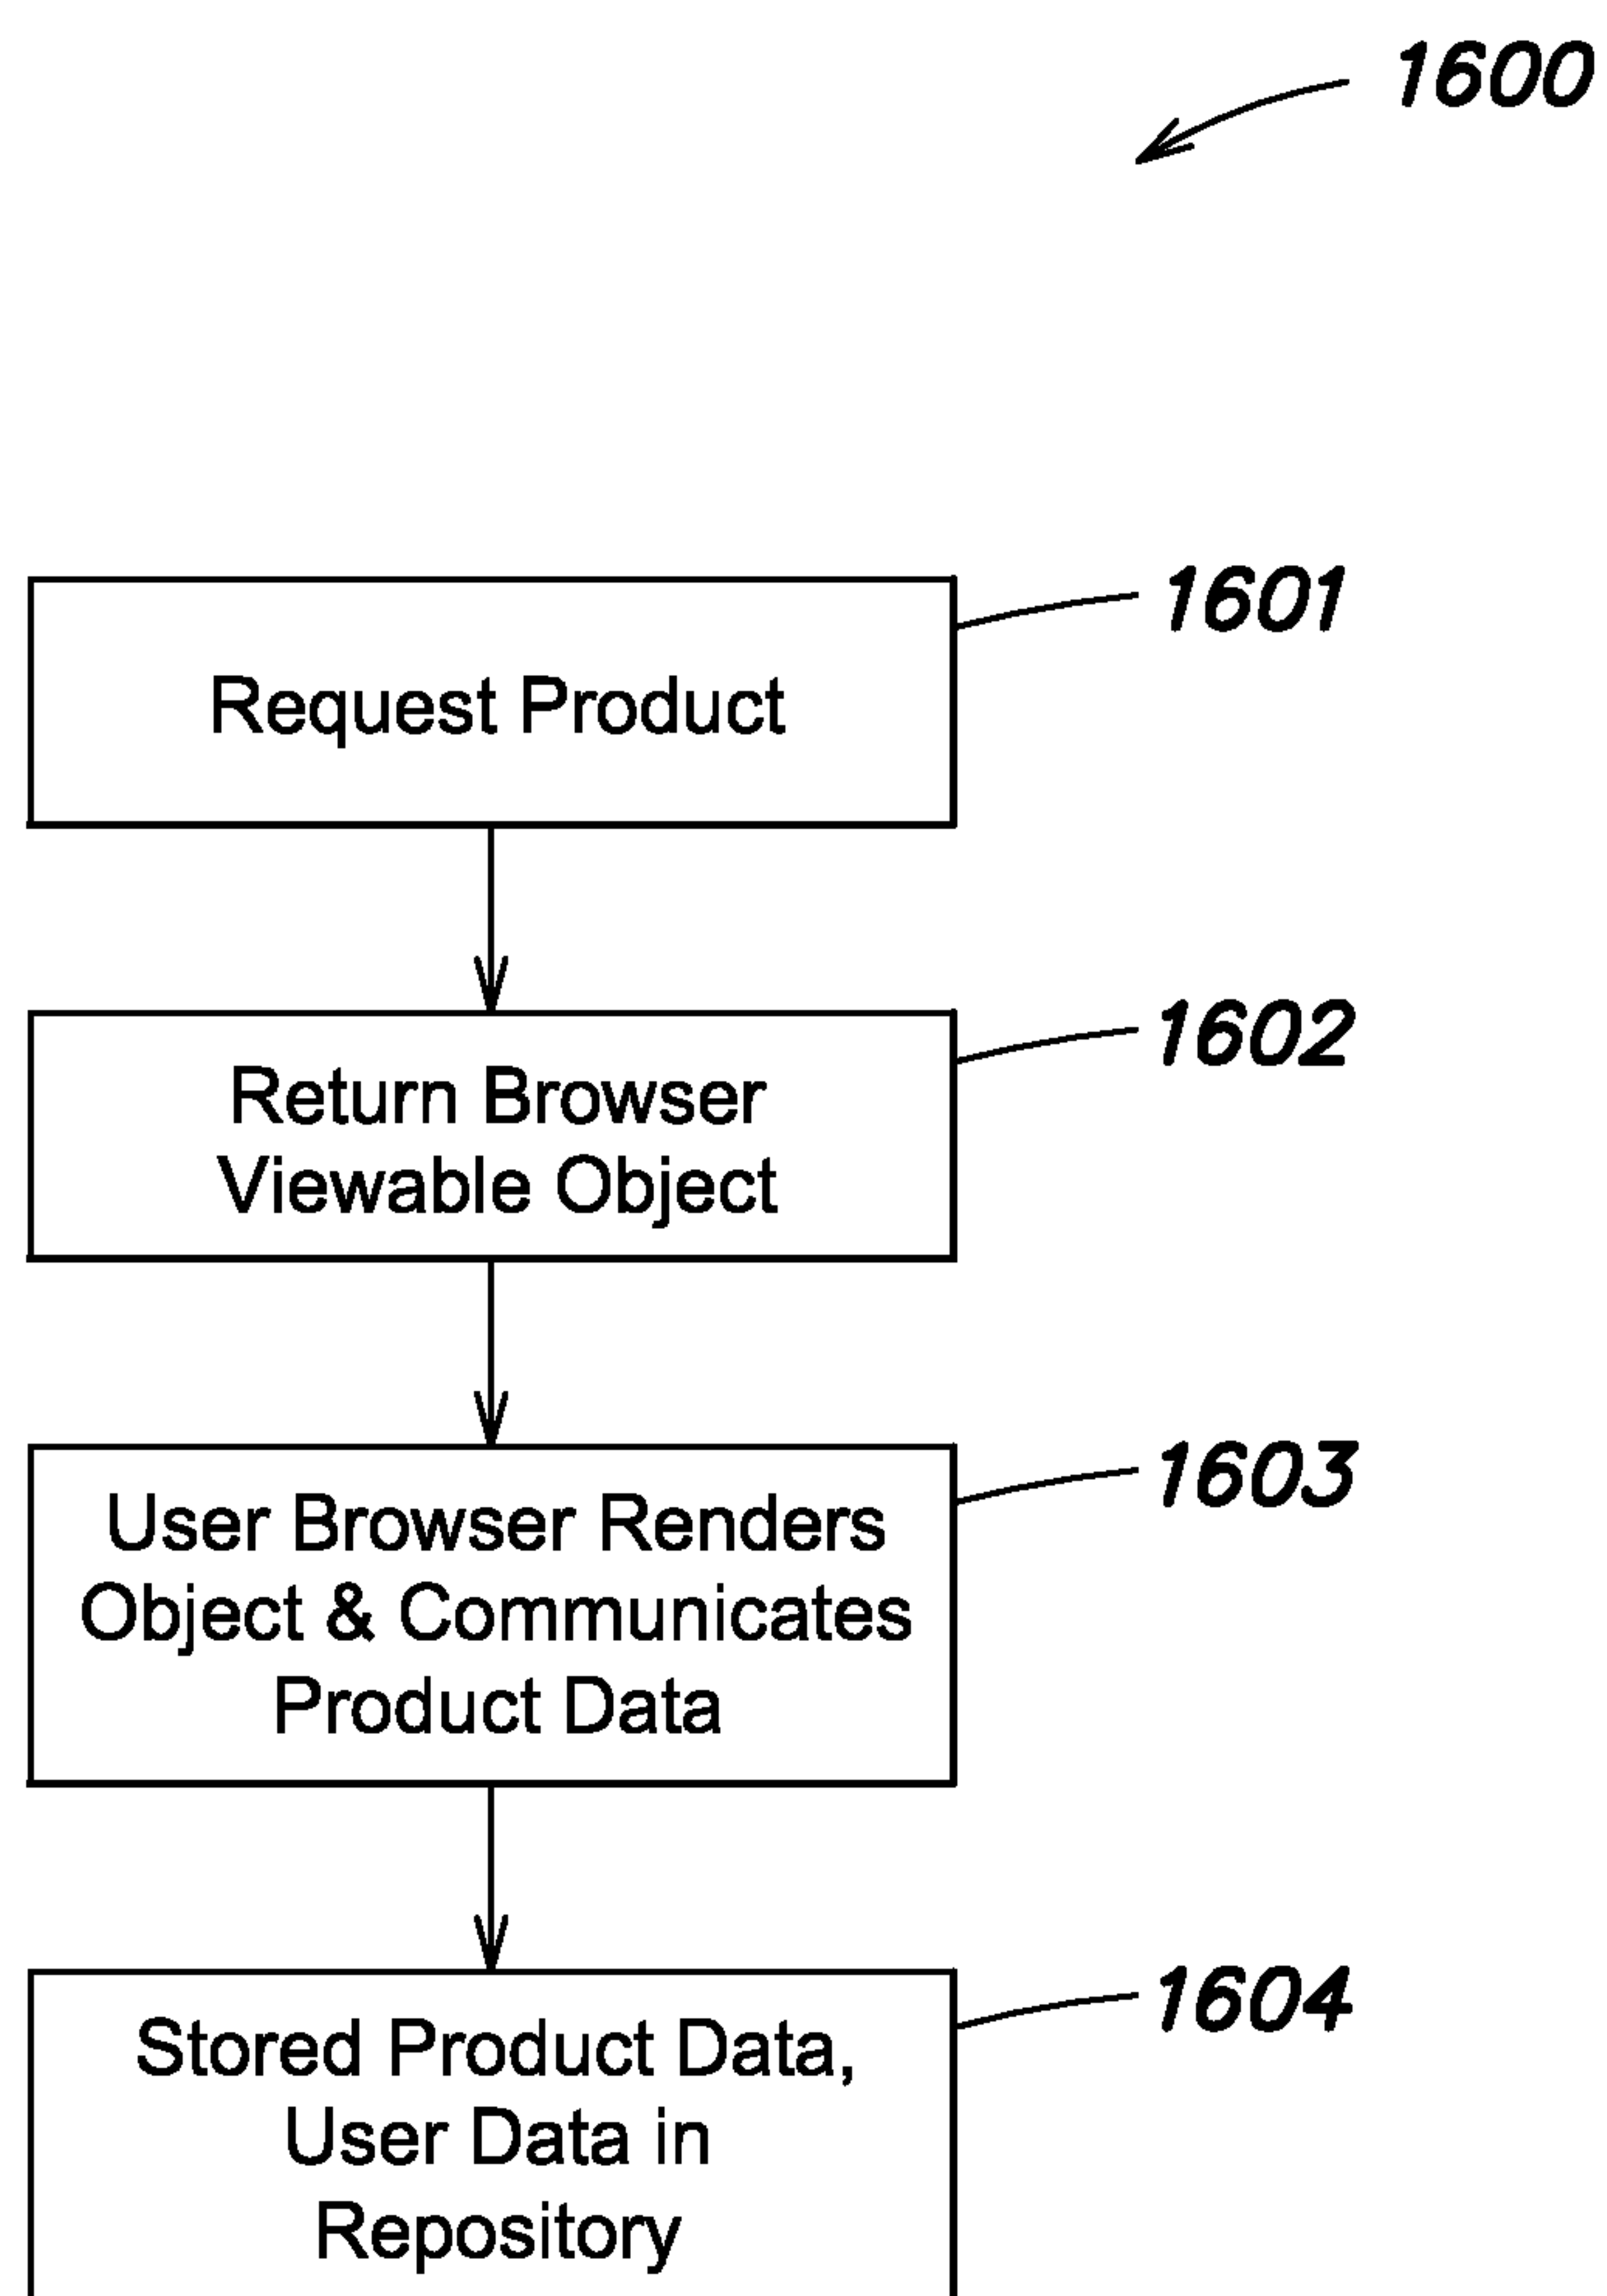 1600
1601
Request Product
1602
Return Browser
Viewable Object
1603
User Browser Renders
Object & Communicates
Product Data
1604
Stored Product Data,
User Data in
Repository